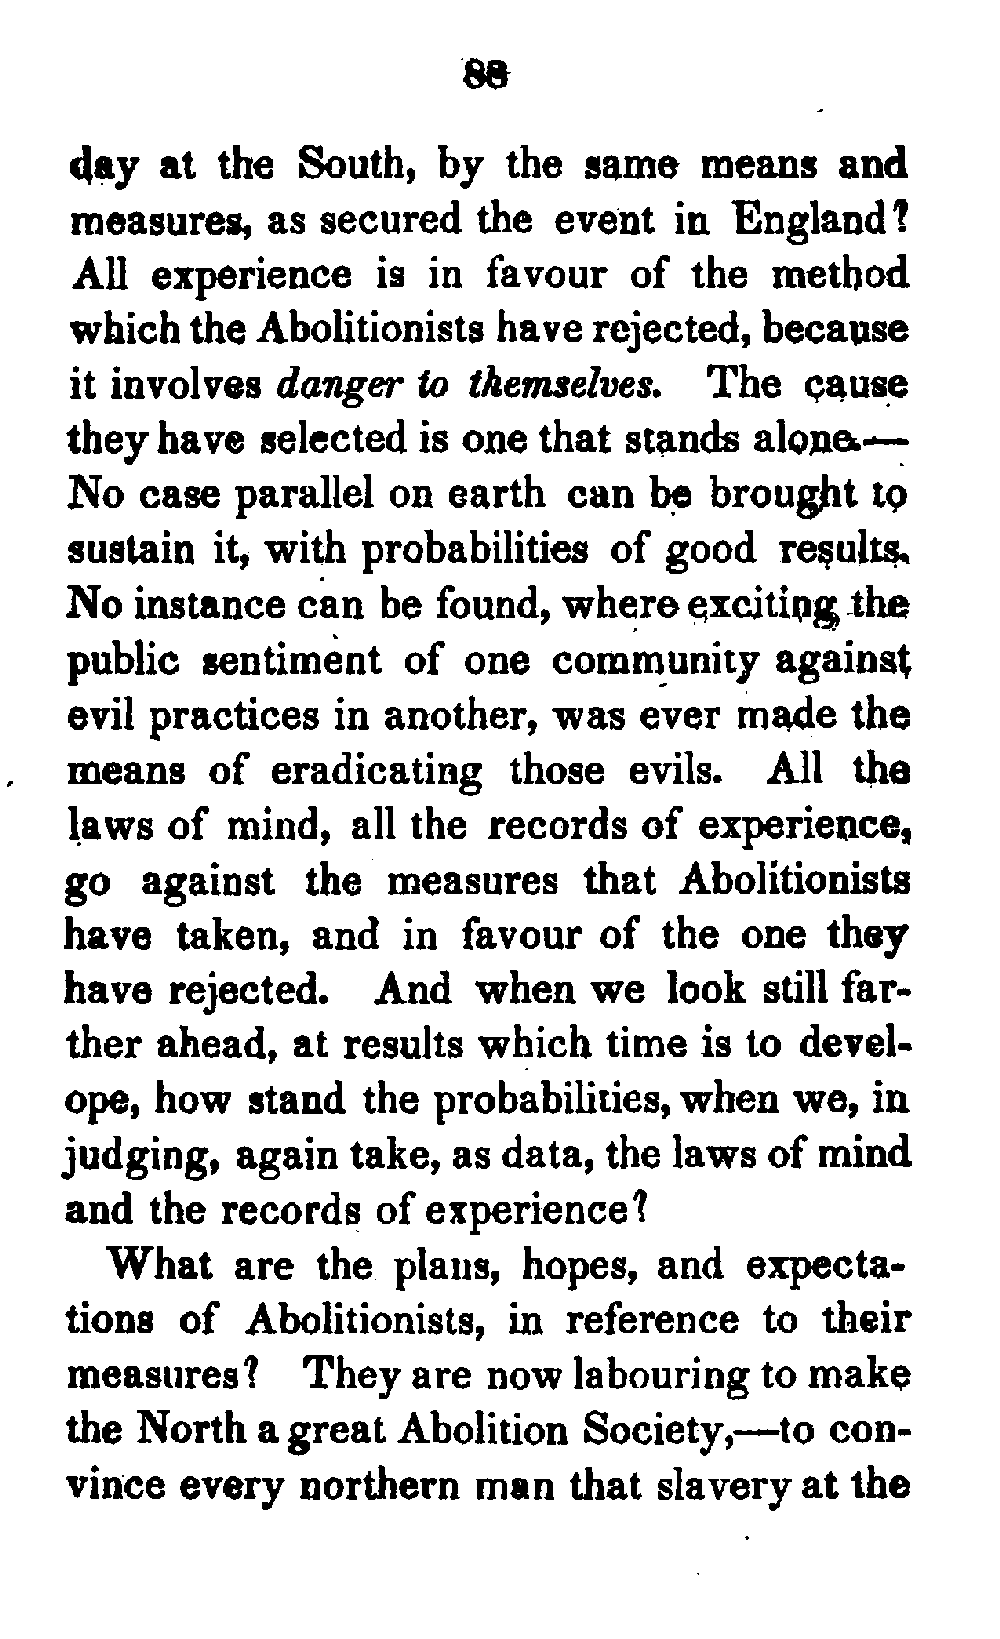 88
day at the South, by the same means and
measures, as secured the event in England?
All experience is in favour of the method
which the Abolitionists have rejected, because
it involves danger to themselves. The cause
they have selected is one that stands alone.—
No case parallel on earth can be brought to
sustain it, with probabilities of good results.
No instance can be found, where exciting the
public sentiment of one community against
evil practices in another, was ever made the
means of eradicating those evils. All the
laws of mind, all the records of experience,
go against the measures that Abolitionists
have taken, and in favour of the one they
have rejected. And when we look still far-
ther ahead, at results which time is to devel-
ope, how stand the probabilities, when we, in
judging, again take, as data, the laws of mind
and the records of experience?
What are the plans, hopes, and expecta-
tions of Abolitionists, in reference to their
measures? They are now labouring to make
the North a great Abolition Society,—to con-
vince every northern man that slavery at the